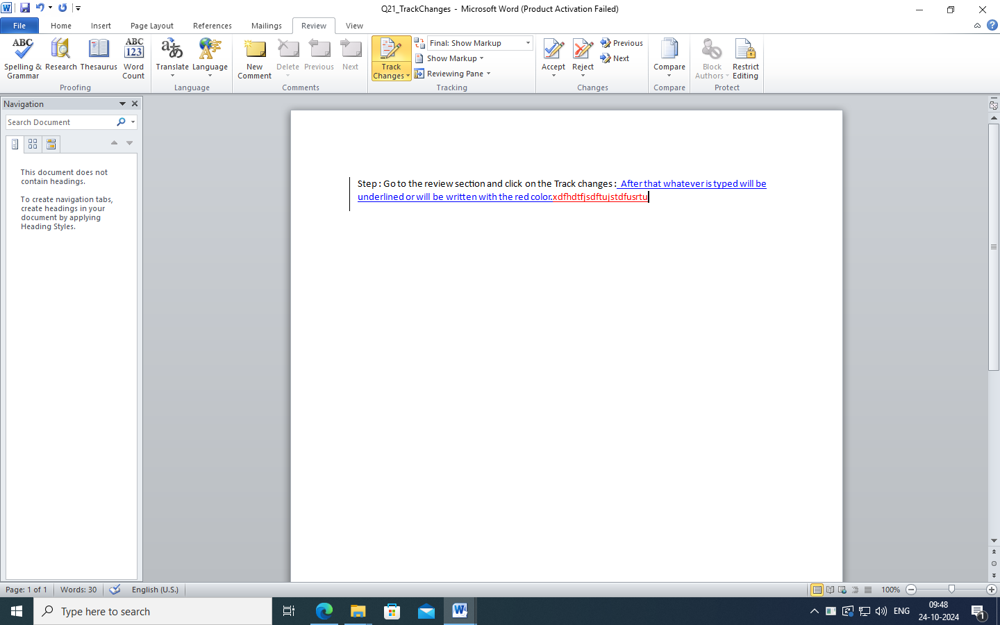 Q21_TrackChanges - Microsoft Word (Product Activation Failed)
File Home Insert Page Layout References Mailings Review View
ABC ABC 123
Spelling & Grammar Research Thesaurus Word Count
Translate Language
New Comment Delete Previous Next
Track Changes
Final: Show Markup
Show Markup
Reviewing Pane
Accept Reject
Previous
Next
Compare
Block Authors Restrict Editing
Proofing Language Comments Tracking Changes Compare Protect
Navigation
Search Document
This document does not
contain headings.
To create navigation tabs,
create headings in your
document by applying
Heading Styles.
Step : Go to the review section and click on the Track changes : After that whatever is typed will be
underlined or will be written with the red color.xdfhdtfjsdftujstdfusrtu
Page: 1 of 1 Words: 30 English (U.S.) 100%
Type here to search
ENG
09:48
24-10-2024
1